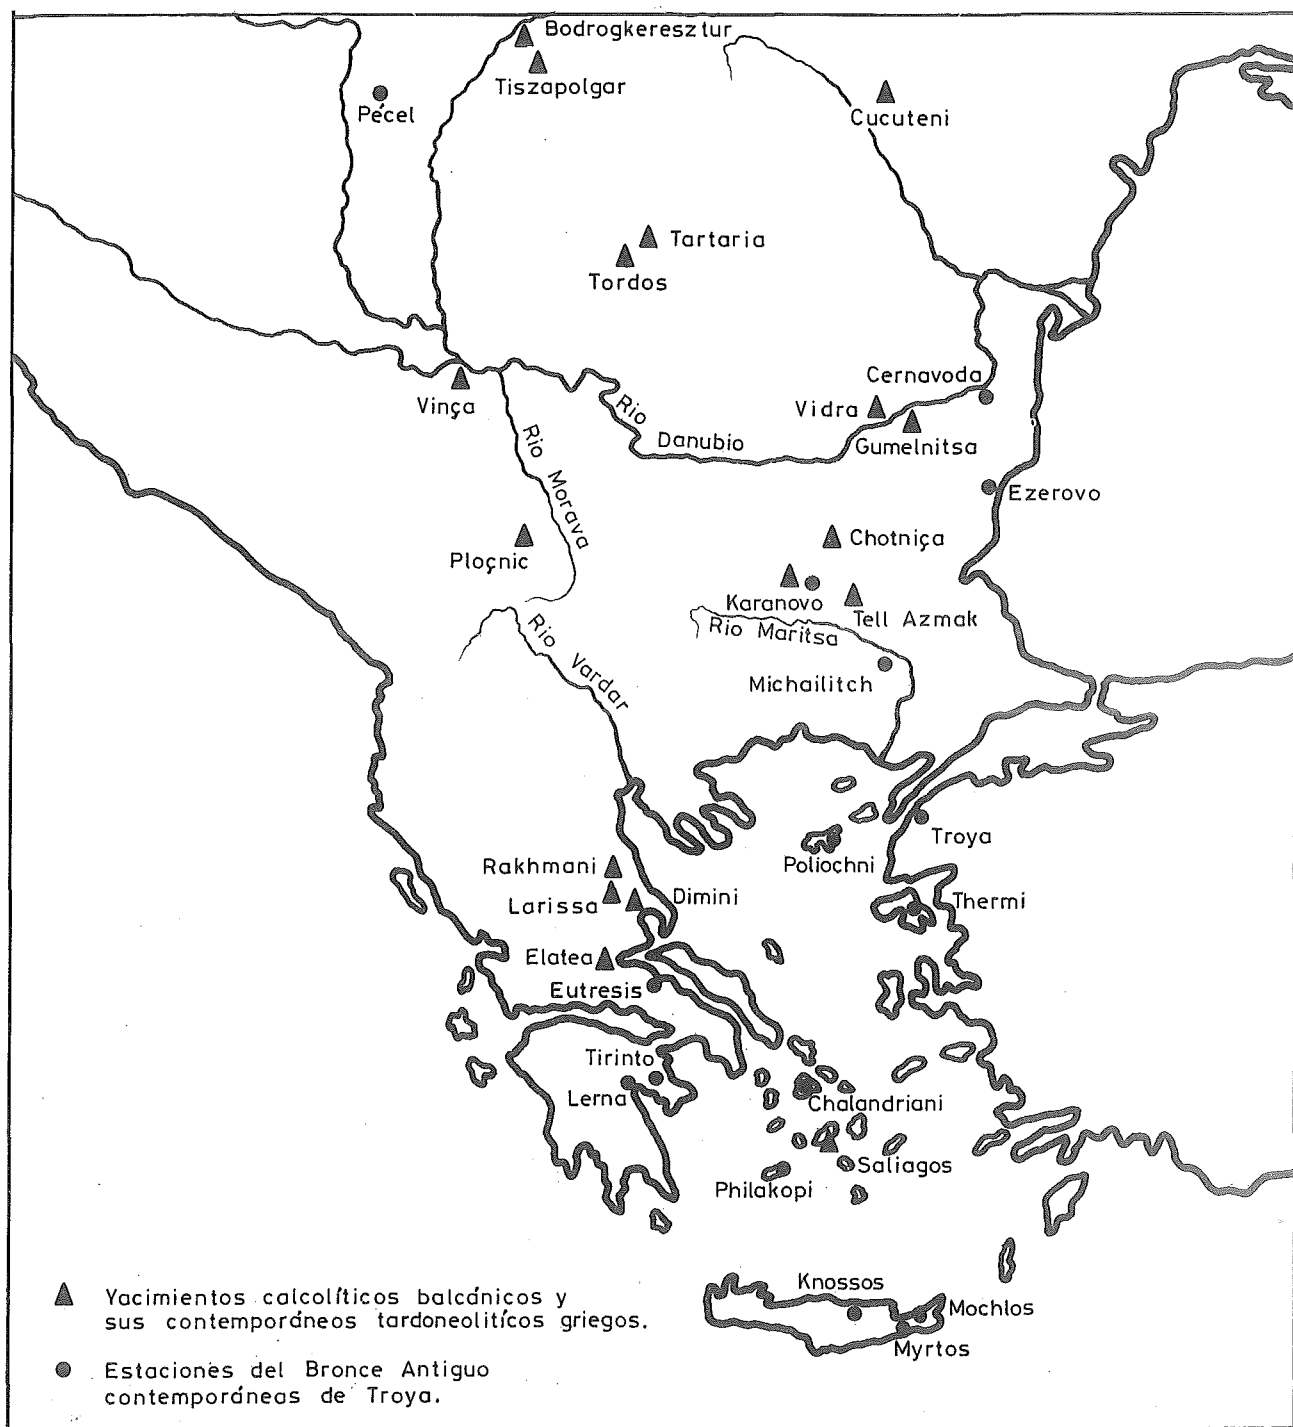 Bodrogkeresztur
Tiszapolgar
Pécel
Cucuteni
Tartaria
Tordos
Cernavoda
Vinça
Vidra
Rio
Danubio
Gumelnitsa
Rio Morava
Ezerovo
Chotniça
Ploçnic
Karanovo
Tell Azmak
Rio Maritsa
Rio Vardar
Michailitch
Troya
Poliochni
Rakhmani
Larissa
Dimini
Thermi
Elatea
Eutresis
Tirinto
Lerna
Chalandriani
Saliagos
Philakopi
Knossos
Mochlos
Myrtos
Yacimientos calcolíticos balcánicos y
sus contemporáneos tardoneolitícos griegos.
Estaciones del Bronce Antiguo
contemporáneas de Troya.